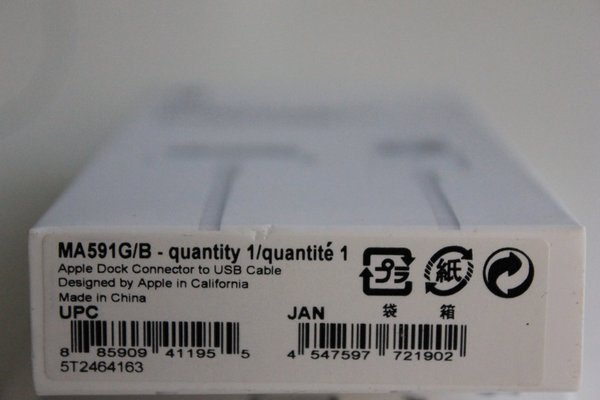 MA591G/B - quantity 1/quantité 1
Apple Dock Connector to USB Cable
Designed by Apple in California
Made in China
プラ
紙
袋
箱
UPC
JAN
8 85909 41195 5
4 547597 721902
5T2464163